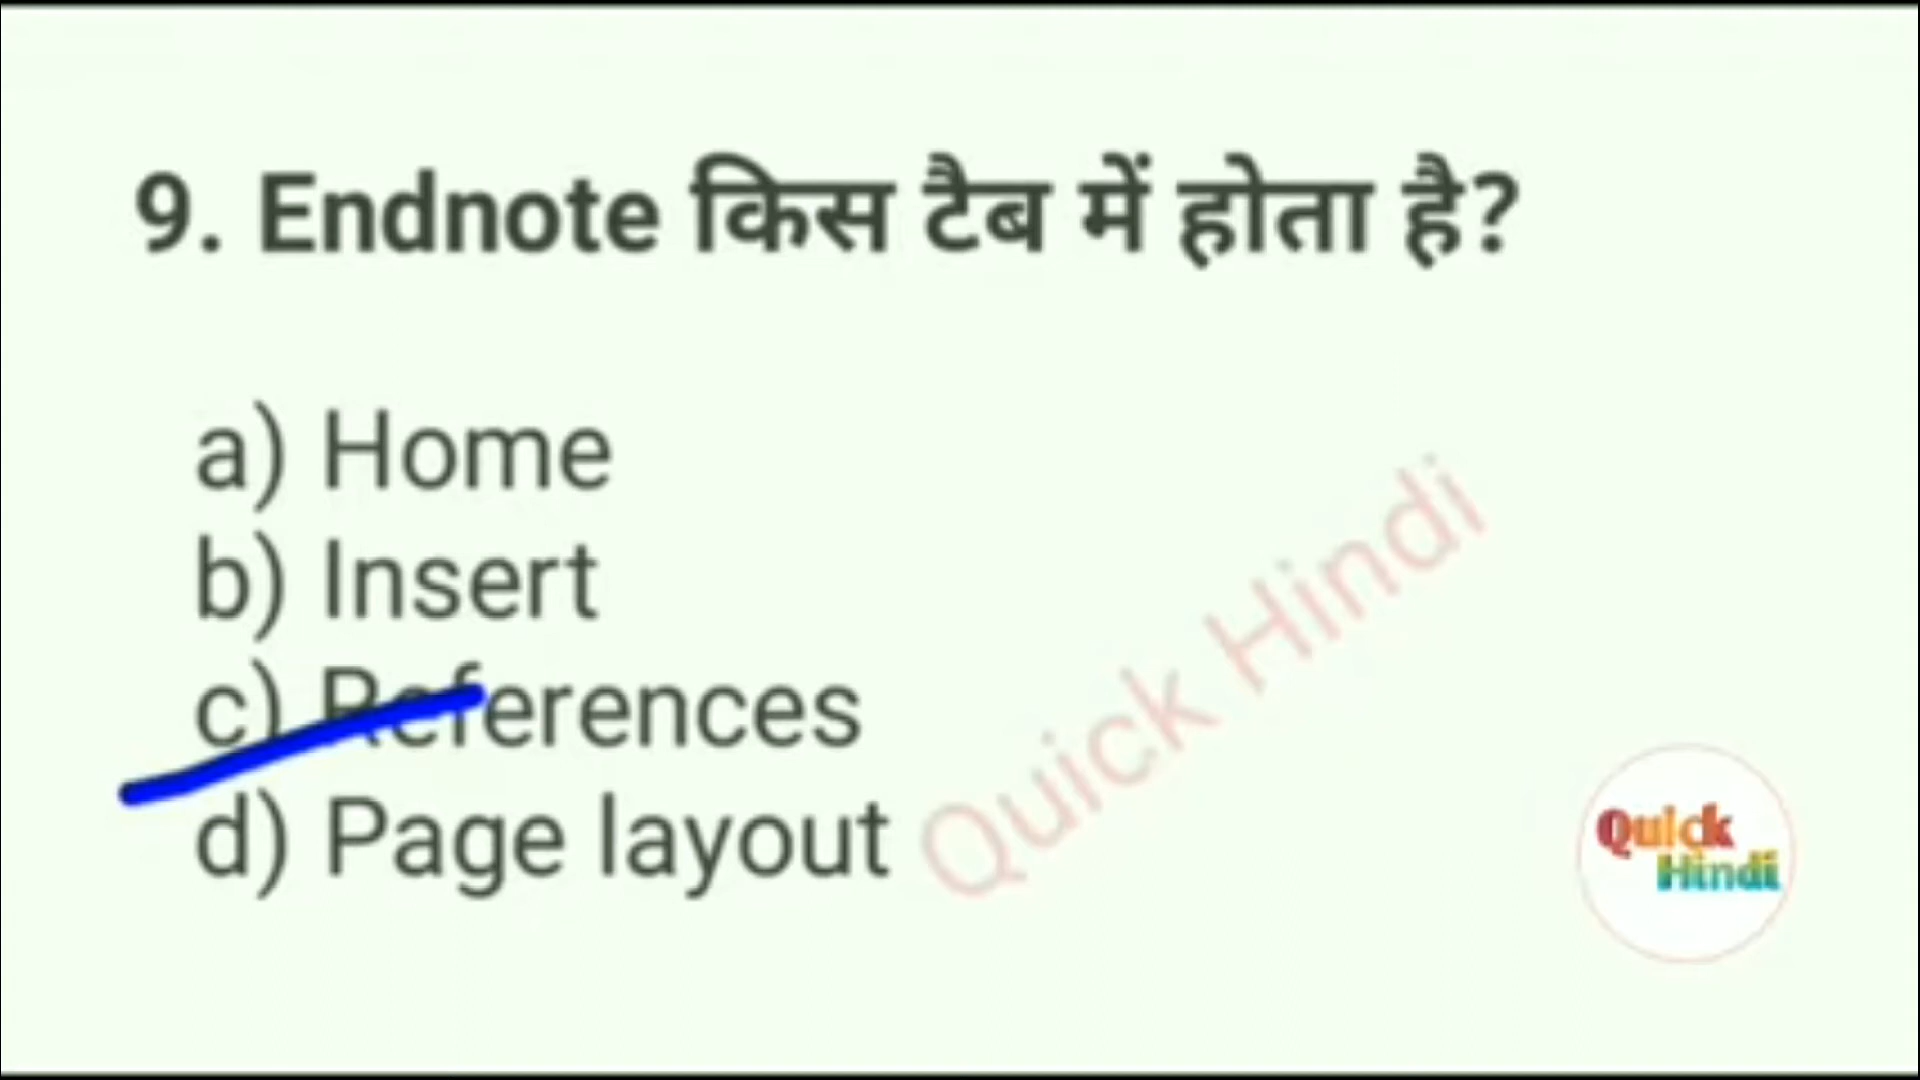 9. Endnote किस टैब में होता है?
a) Home
b) Insert
c) References
d) Page layout
Quick Hindi
Quick
Hindi